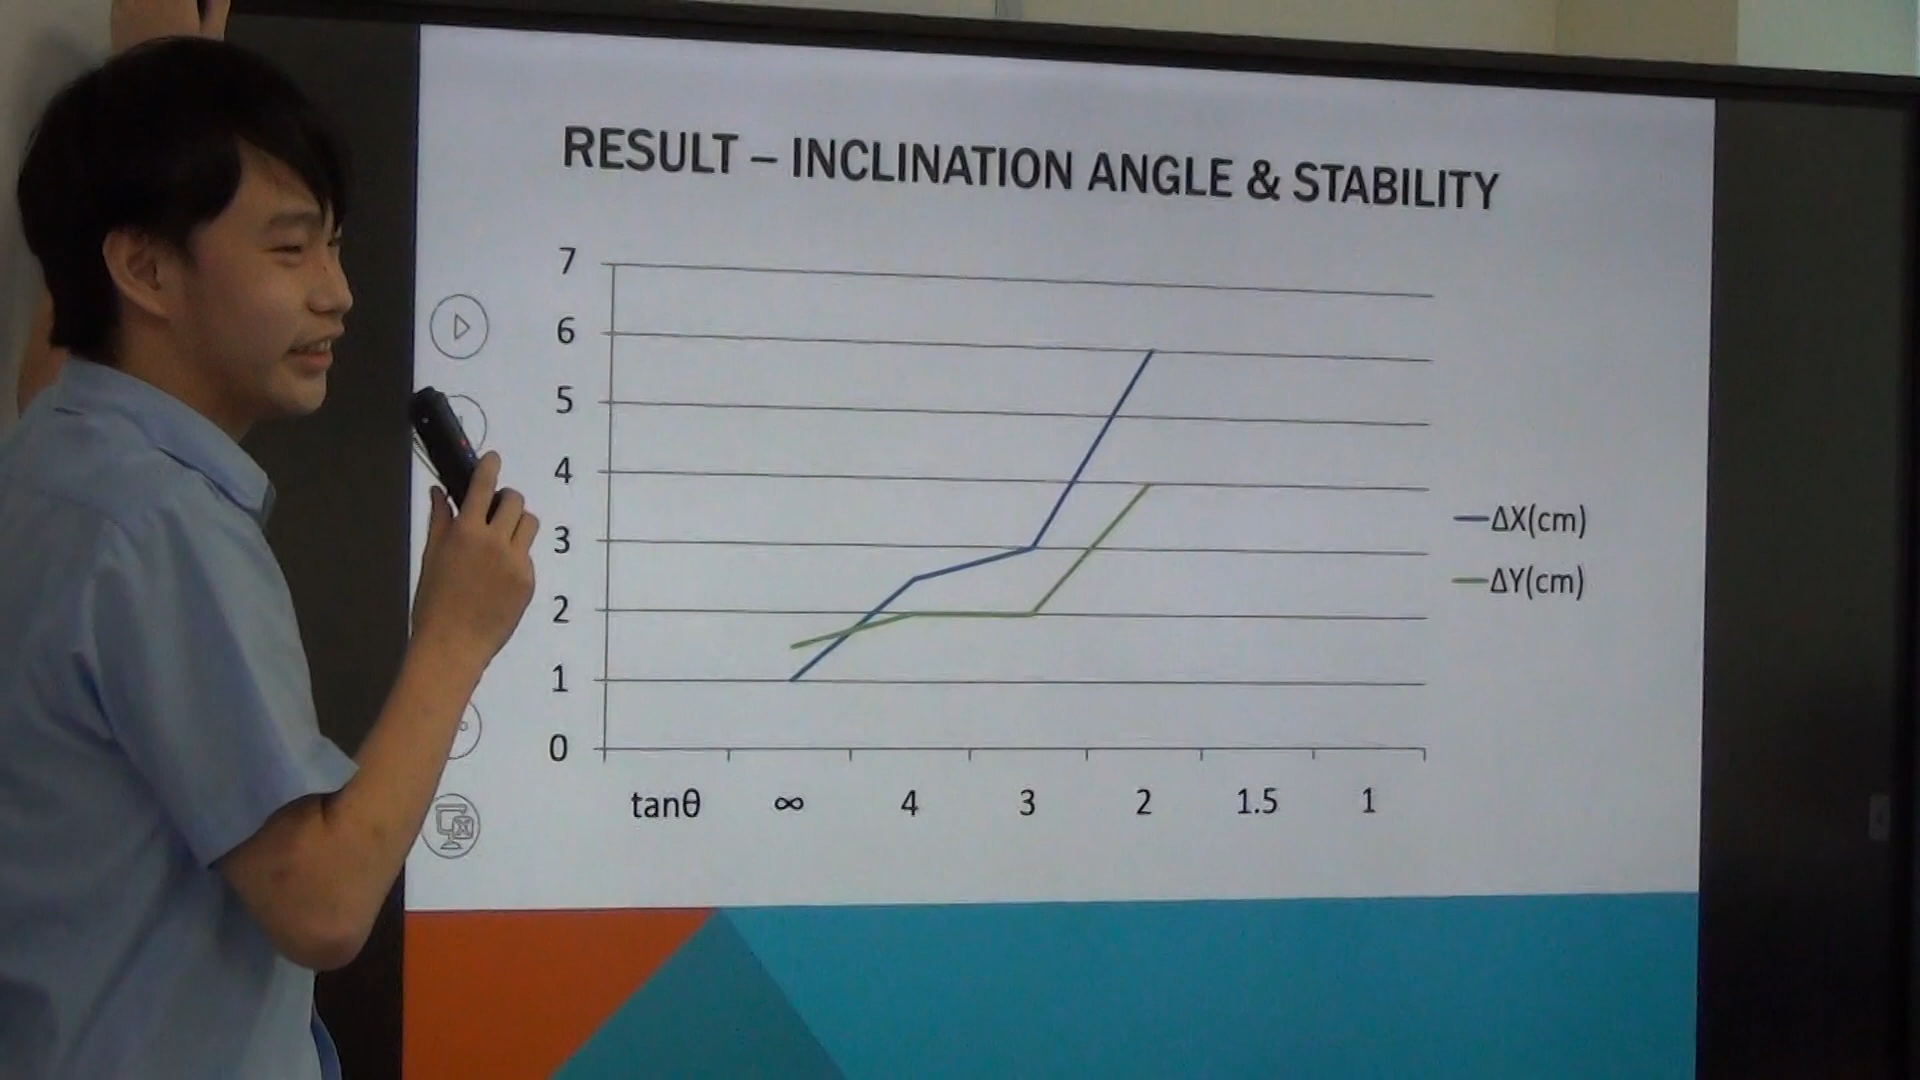 RESULT – INCLINATION ANGLE & STABILITY
7
6
5
4
3
2
1
0
tanθ ∞ 4 3 2 1.5 1
ΔX(cm)
ΔY(cm)